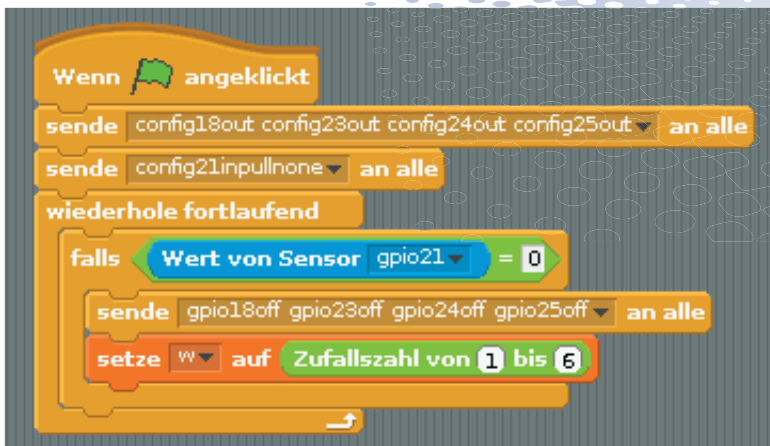 Wenn angeklickt
sende config18out config23out config24out config25out an alle
sende config21inpullnone an alle
wiederhole fortlaufend
falls Wert von Sensor gpio21 = 0
sende gpio18off gpio23off gpio24off gpio25off an alle
setze w auf Zufallszahl von 1 bis 6